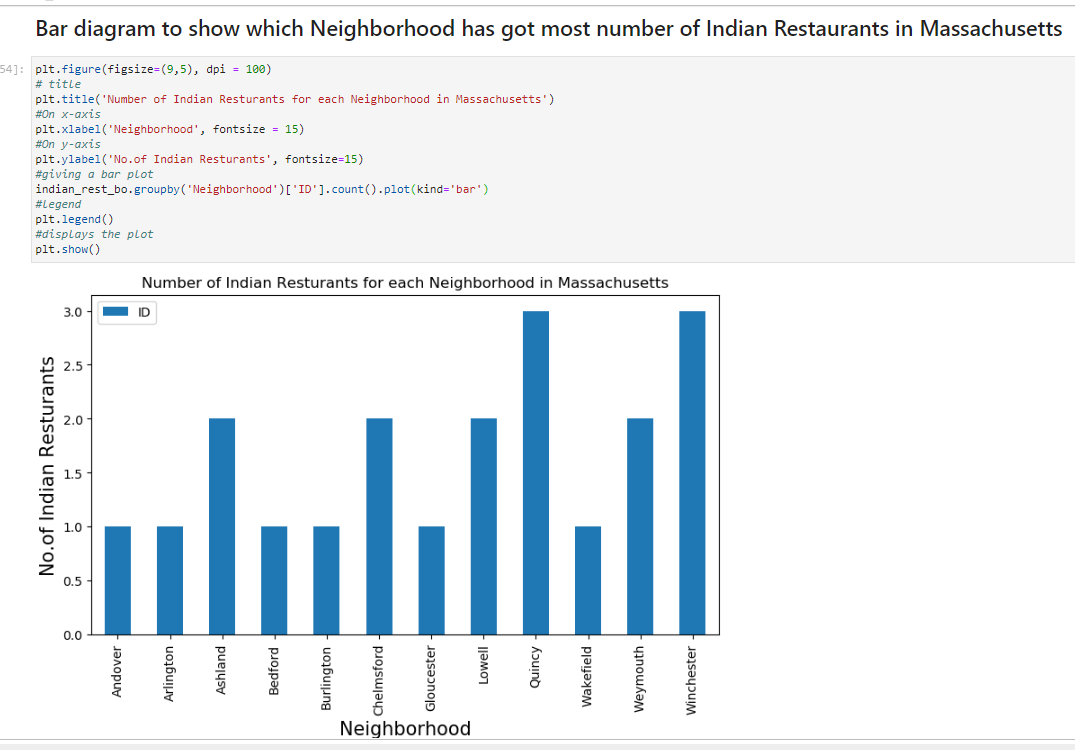 Bar diagram to show which Neighborhood has got most number of Indian Restaurants in Massachusetts
54]:
plt.figure(figsize=(9,5), dpi = 100)
# title
plt.title('Number of Indian Resturants for each Neighborhood in Massachusetts')
#On x-axis
plt.xlabel('Neighborhood', fontsize = 15)
#On y-axis
plt.ylabel('No.of Indian Resturants', fontsize=15)
#giving a bar plot
indian_rest_bo.groupby('Neighborhood')['ID'].count().plot(kind='bar')
#legend
plt.legend()
#displays the plot
plt.show()
Number of Indian Resturants for each Neighborhood in Massachusetts
ID
No.of Indian Resturants
3.0
2.5
2.0
1.5
1.0
0.5
0.0
Andover
Arlington
Ashland
Bedford
Burlington
Chelmsford
Gloucester
Lowell
Quincy
Wakefield
Weymouth
Winchester
Neighborhood